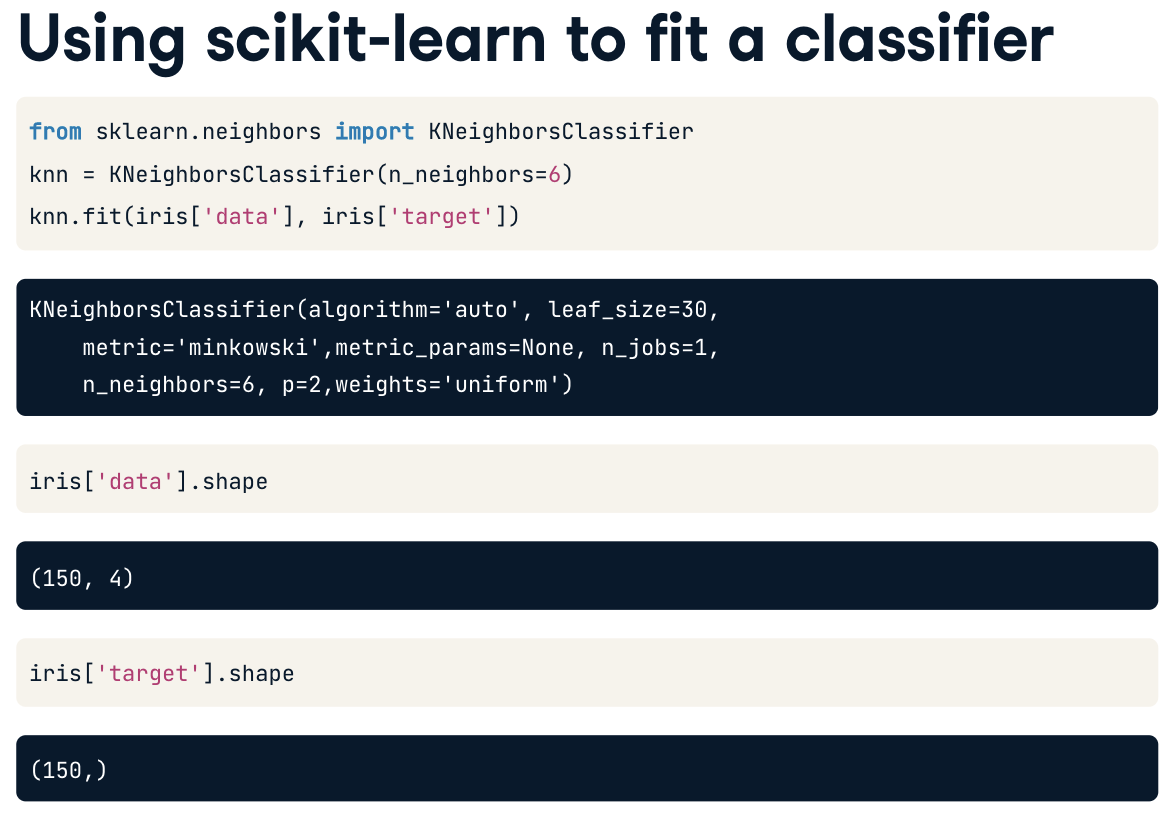 Using scikit-learn to fit a classifier
from sklearn.neighbors import KNeighborsClassifier
knn = KNeighborsClassifier(n_neighbors=6)
knn.fit(iris['data'], iris['target'])
KNeighborsClassifier(algorithm='auto', leaf_size=30,
    metric='minkowski',metric_params=None, n_jobs=1,
    n_neighbors=6, p=2,weights='uniform')
iris['data'].shape
(150, 4)
iris['target'].shape
(150,)